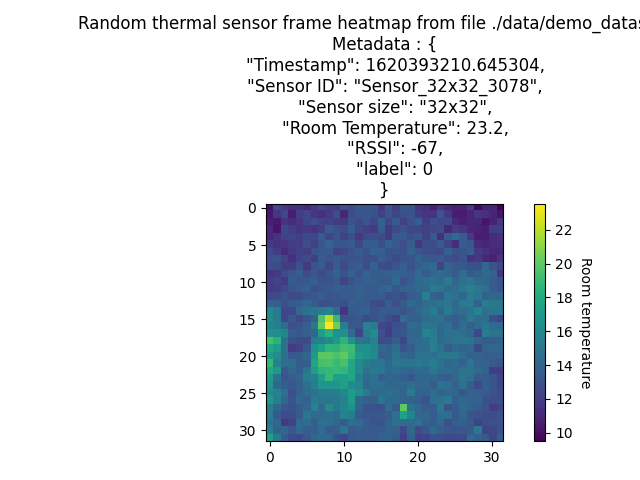 Random thermal sensor frame heatmap from file ./data/demo_datas
Metadata : {
"Timestamp": 1620393210.645304,
"Sensor ID": "Sensor_32x32_3078",
"Sensor size": "32x32",
"Room Temperature": 23.2,
"RSSI": -67,
"label": 0
}
0
5
10
15
20
25
30
0 10 20 30
22
20
18
16
14
12
10
Room temperature